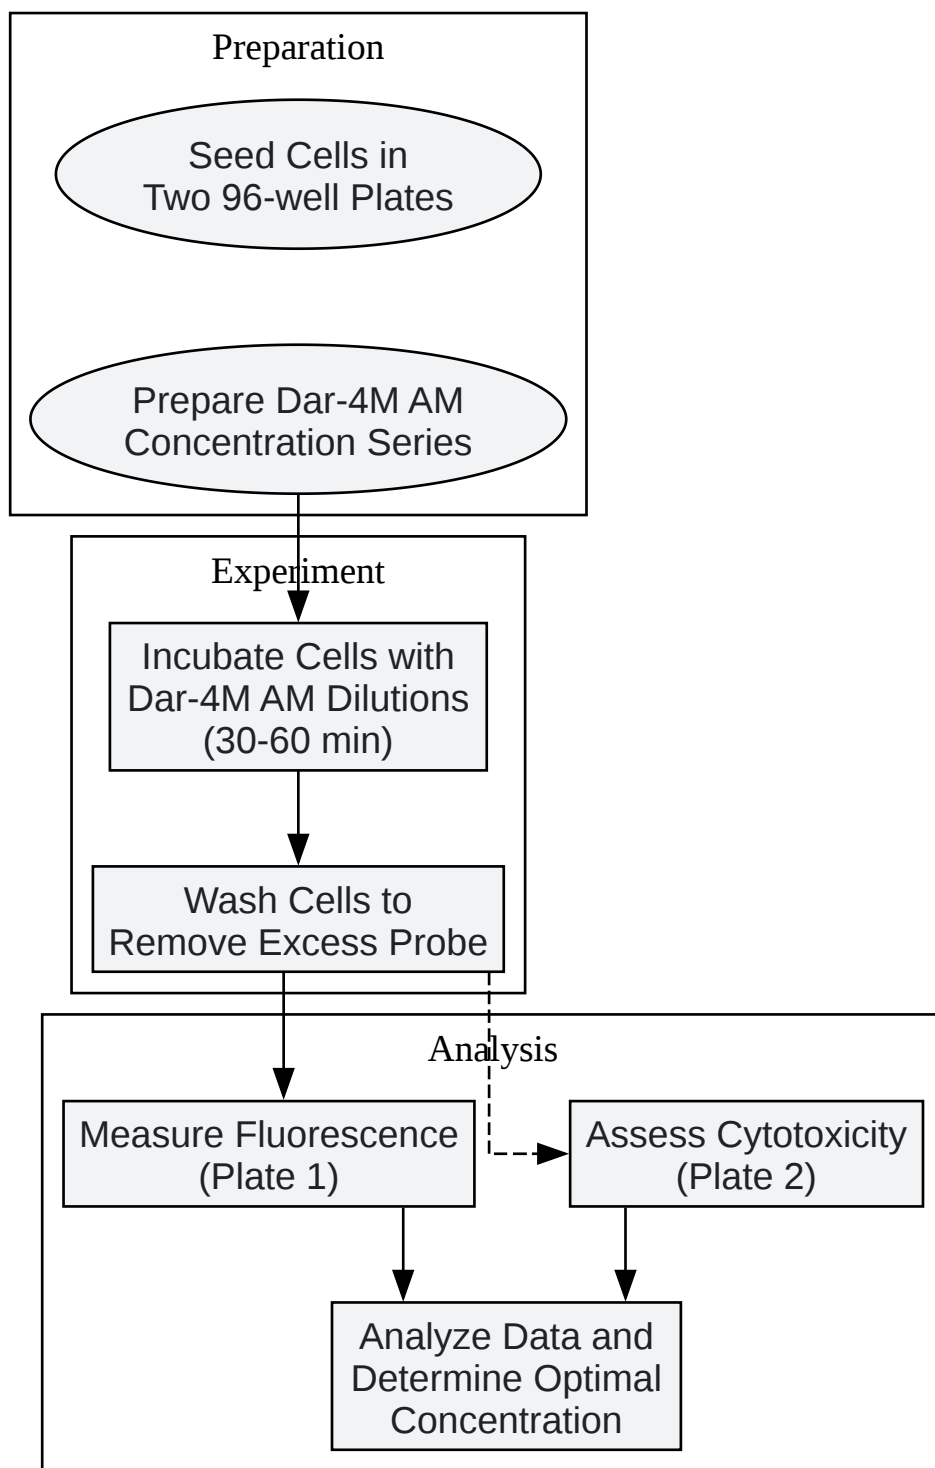 Preparation
Seed Cells in
Two 96-well Plates
Prepare Dar-4M AM
Concentration Series
Experiment
Incubate Cells with
Dar-4M AM Dilutions
(30-60 min)
Wash Cells to
Remove Excess Probe
Analysis
Measure Fluorescence
(Plate 1)
Assess Cytotoxicity
(Plate 2)
Analyze Data and
Determine Optimal
Concentration